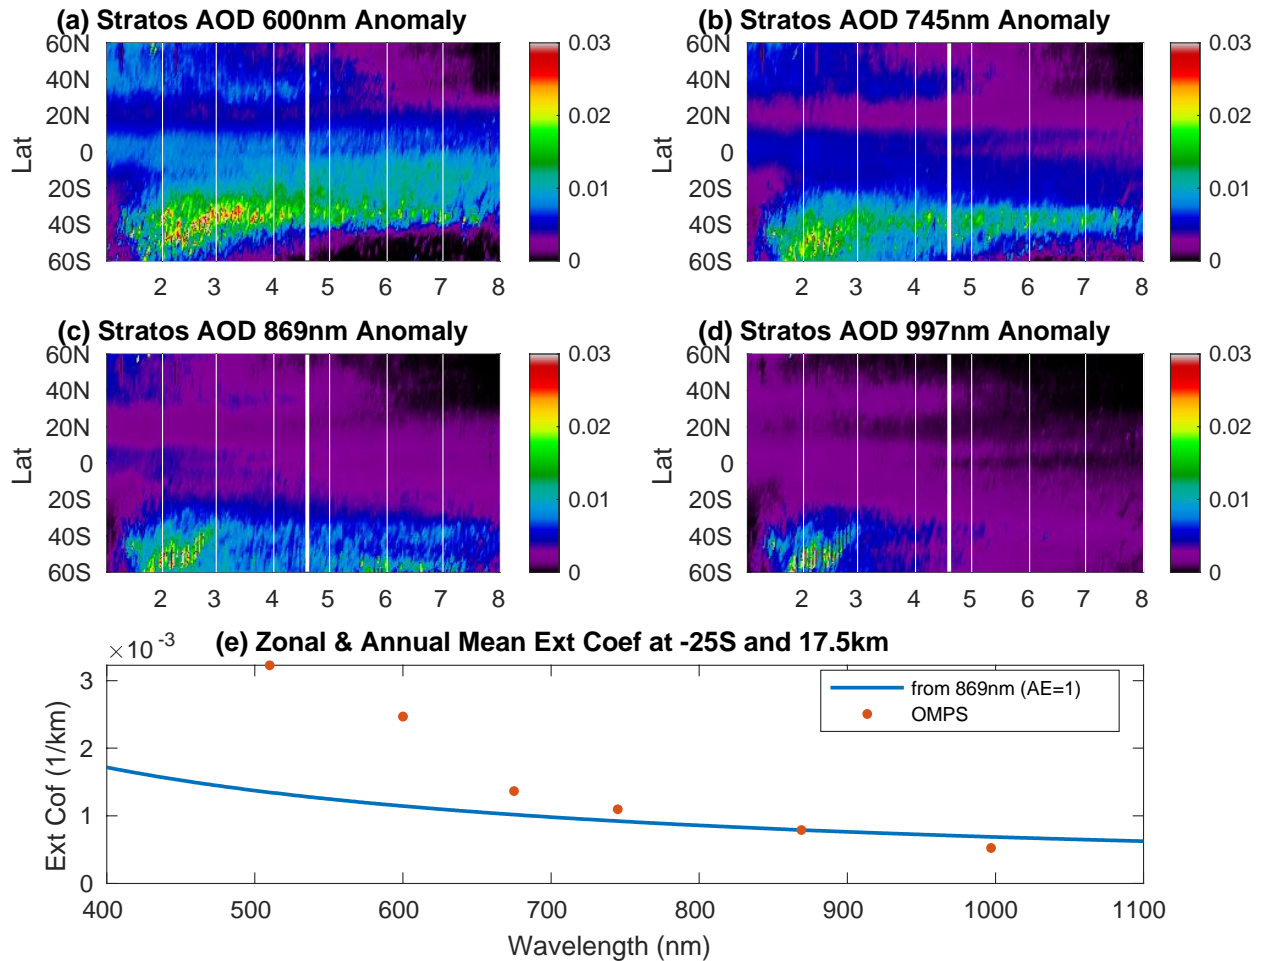 (a) Stratos AOD 600nm Anomaly
60N
40N
20N
0
20S
40S
60S
Lat
2 3 4 5 6 7 8
0.03
0.02
0.01
0
(b) Stratos AOD 745nm Anomaly
60N
40N
20N
0
20S
40S
60S
Lat
2 3 4 5 6 7 8
0.03
0.02
0.01
0
(c) Stratos AOD 869nm Anomaly
60N
40N
20N
0
20S
40S
60S
Lat
2 3 4 5 6 7 8
0.03
0.02
0.01
0
(d) Stratos AOD 997nm Anomaly
60N
40N
20N
0
20S
40S
60S
Lat
2 3 4 5 6 7 8
0.03
0.02
0.01
0
(e) Zonal & Annual Mean Ext Coef at -25S and 17.5km
×10⁻³
3
2
1
0
Ext Cof (1/km)
from 869nm (AE=1)
OMPS
400 500 600 700 800 900 1000 1100
Wavelength (nm)